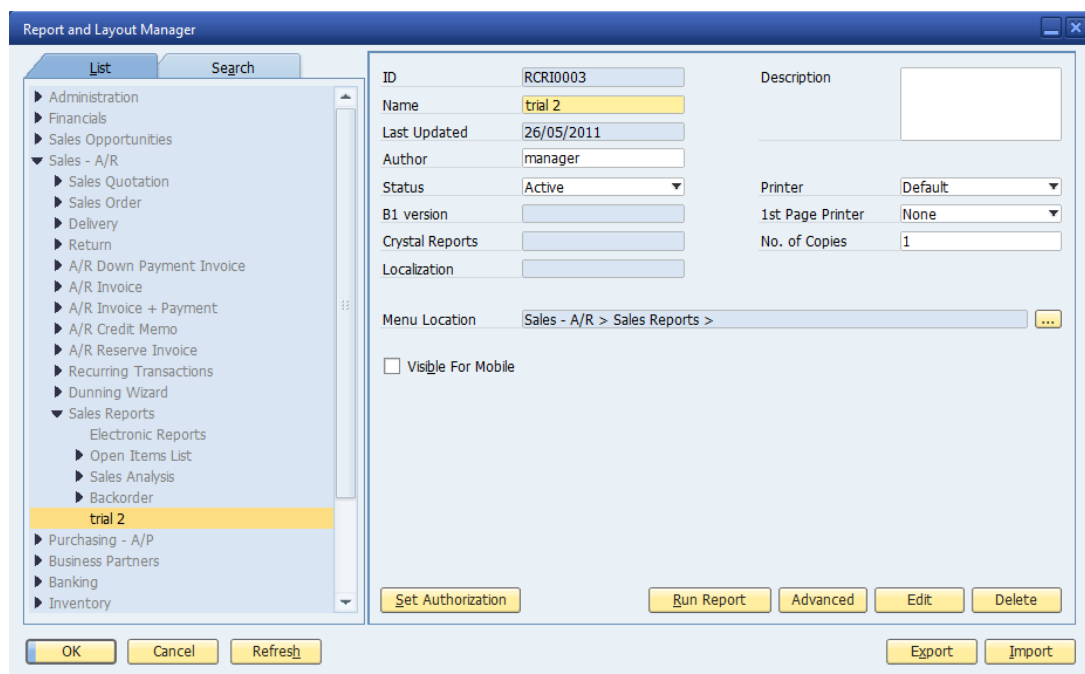 Report and Layout Manager
List Search
Administration
Financials
Sales Opportunities
Sales - A/R
Sales Quotation
Sales Order
Delivery
Return
A/R Down Payment Invoice
A/R Invoice
A/R Invoice + Payment
A/R Credit Memo
A/R Reserve Invoice
Recurring Transactions
Dunning Wizard
Sales Reports
Electronic Reports
Open Items List
Sales Analysis
Backorder
trial 2
Purchasing - A/P
Business Partners
Banking
Inventory
ID RCRI0003
Name trial 2
Last Updated 26/05/2011
Author manager
Status Active
B1 version
Crystal Reports
Localization
Description
Printer Default
1st Page Printer None
No. of Copies 1
Menu Location Sales - A/R > Sales Reports > ...
Visible For Mobile
Set Authorization Run Report Advanced Edit Delete
OK Cancel Refresh Export Import